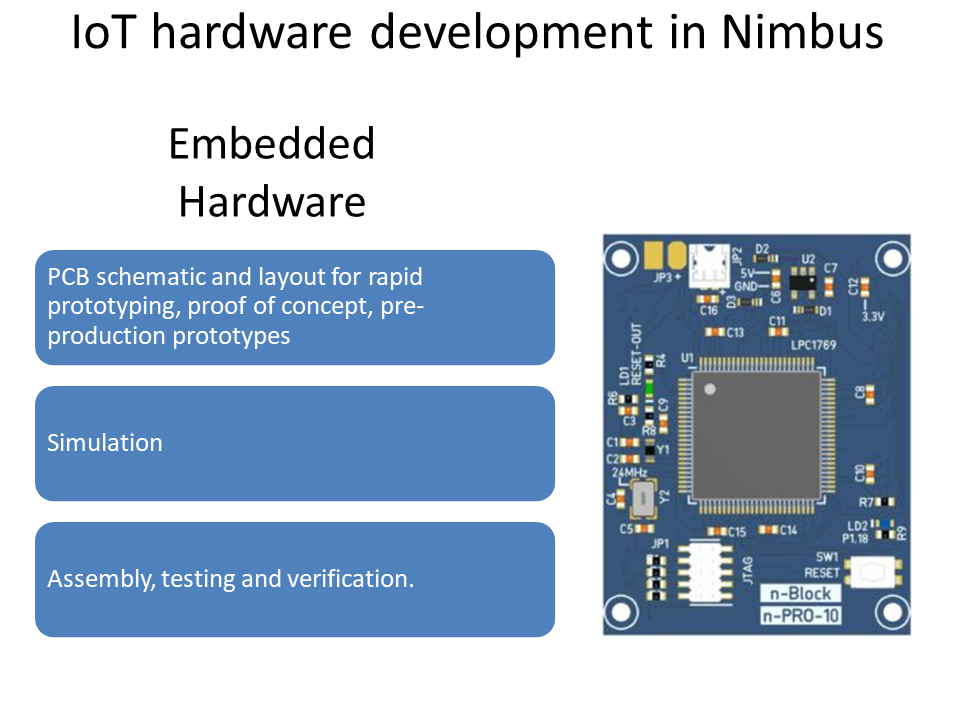 IoT hardware development in Nimbus
Embedded
Hardware
PCB schematic and layout for rapid
prototyping, proof of concept, pre-
production prototypes
Simulation
Assembly, testing and verification.
JP3 +
JP2
D2
U2
C7
5V
GND
C6
C12
+
C16
D3
D1
3.3V
C13
C11
LPC1769
U1
LD1
RESET-OUT
R4
R6
C3
C9
R8
C8
C1
Y1
C2
24MHz
C4
Y2
C10
R7
C5
C15
C14
LD2
P1.18
R9
JP1
JTAG
SW1
RESET
n-Block
n-PRO-10